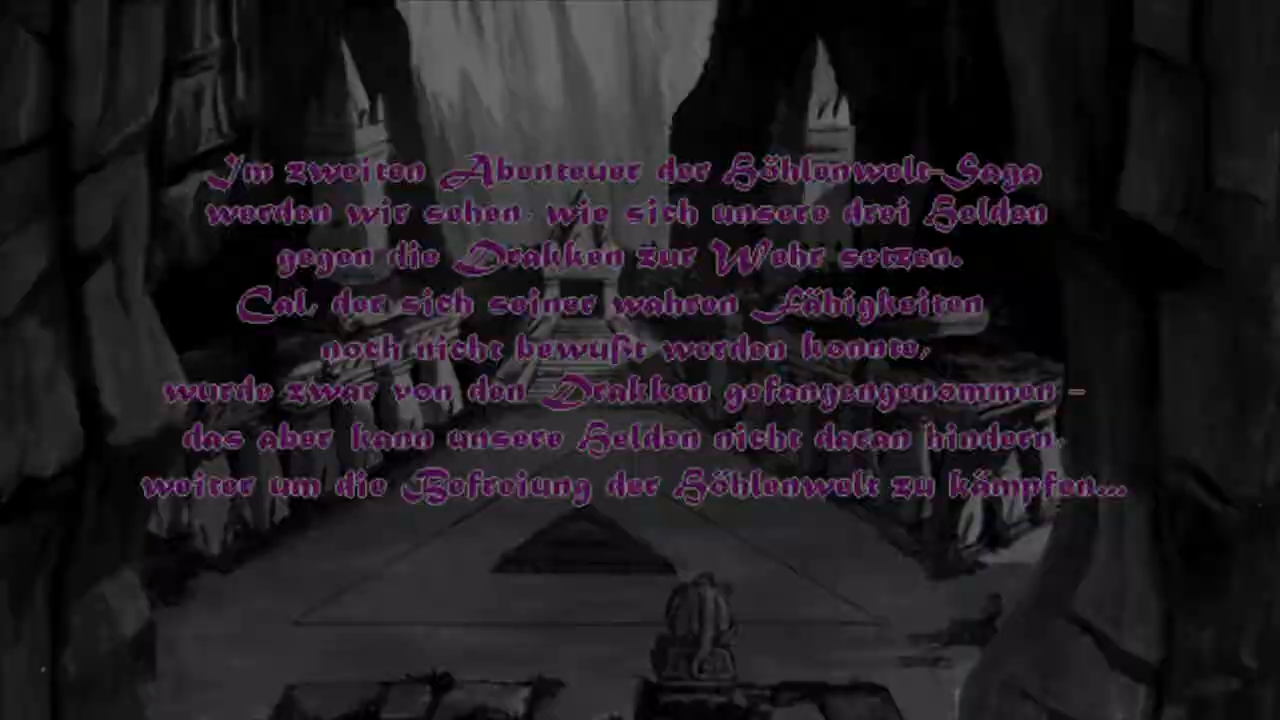 Im zweiten Abenteuer der Höhlenwelt-Saga
werden wir sehen, wie sich unsere drei Helden
gegen die Drakken zur Wehr setzen.
Cal, der sich seiner wahren Fähigkeiten
noch nicht bewußt werden konnte,
wurde zwar von den Drakken gefangengenommen -
das aber kann unsere Helden nicht daran hindern,
weiter um die Befreiung der Höhlenwelt zu kämpfen...